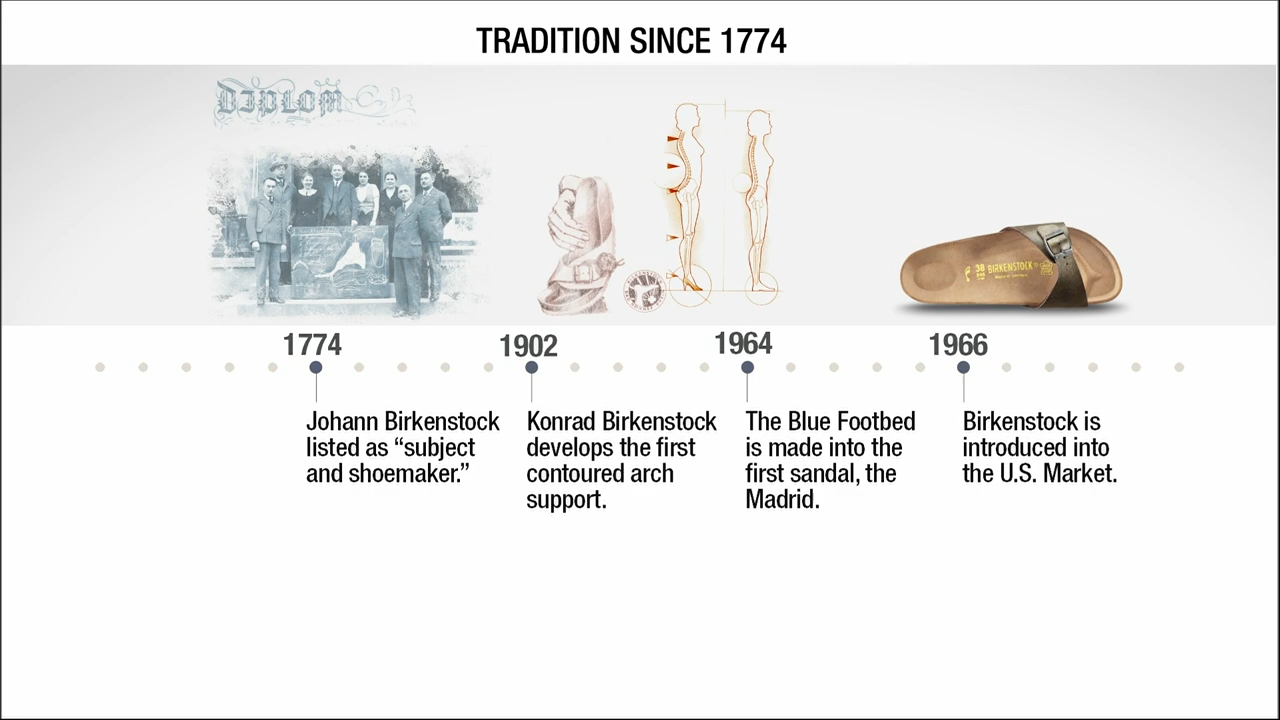 TRADITION SINCE 1774
Diplom
38
BIRKENSTOCK
1774
1902
1964
1966
Johann Birkenstock
listed as “subject
and shoemaker.”
Konrad Birkenstock
develops the first
contoured arch
support.
The Blue Footbed
is made into the
first sandal, the
Madrid.
Birkenstock is
introduced into
the U.S. Market.